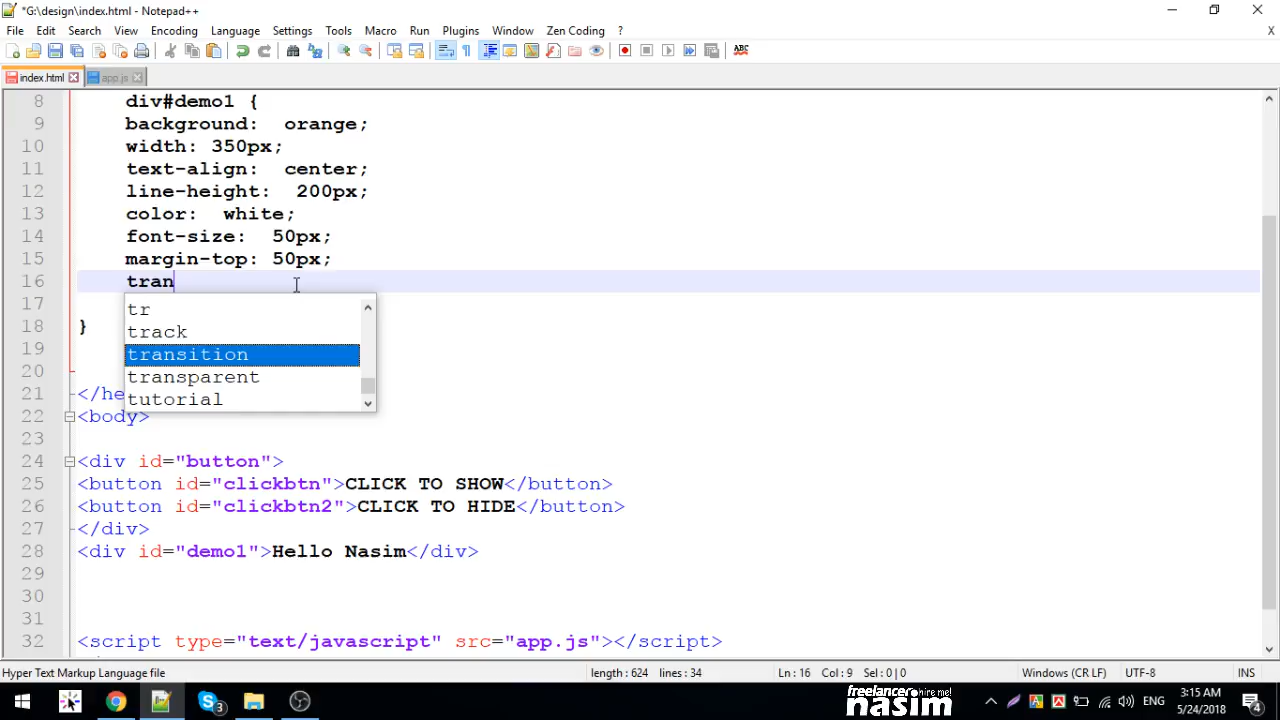 *G:\design\index.html - Notepad++
File Edit Search View Encoding Language Settings Tools Macro Run Plugins Window Zen Coding ? X
index.html app.js
8 div#demo1 {
9 background: orange;
10 width: 350px;
11 text-align: center;
12 line-height: 200px;
13 color: white;
14 font-size: 50px;
15 margin-top: 50px;
16 tran
17 tr
18 } track
19 transition
20 transparent
21 </he tutorial
22 <body>
23
24 <div id="button">
25 <button id="clickbtn">CLICK TO SHOW</button>
26 <button id="clickbtn2">CLICK TO HIDE</button>
27 </div>
28 <div id="demo1">Hello Nasim</div>
29
30
31
32 <script type="text/javascript" src="app.js"></script>
Hyper Text Markup Language file length : 624 lines : 34 Ln : 16 Col : 9 Sel : 0 | 0 Windows (CR LF) UTF-8 INS
freelancer hire me!
nasim
ENG 3:15 AM
5/24/2018
3
4